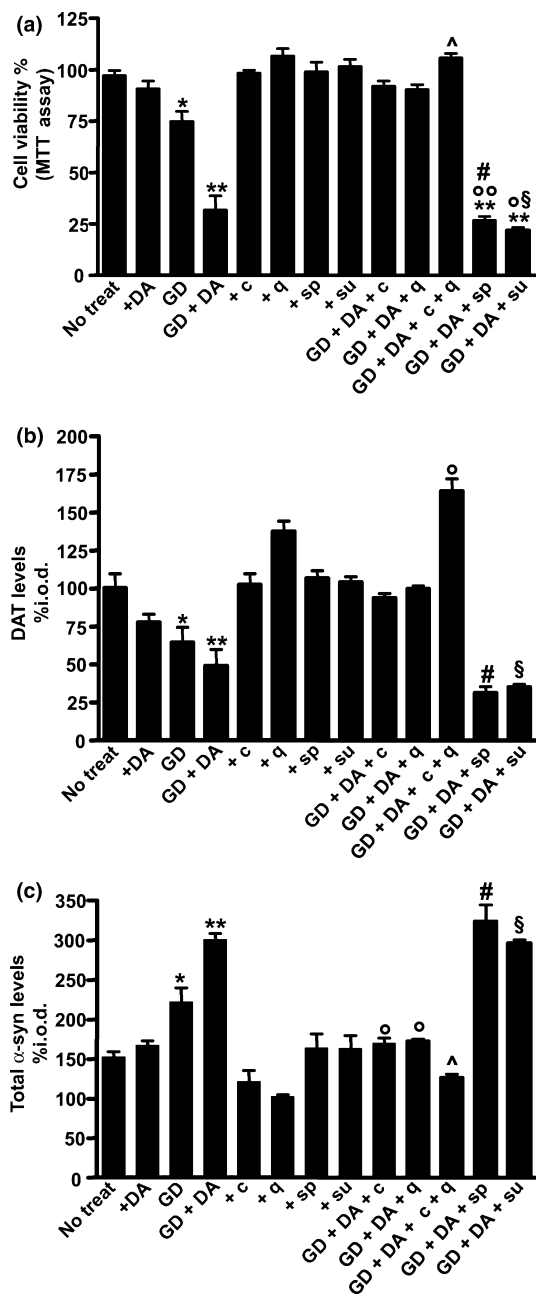 (a)
Cell viability %
(MTT assay)
125
100
75
50
25
0
*
**
^
#
°°
**
°§
**
No treat
+DA
GD
GD + DA
+ c
+ q
+ sp
+ su
GD + DA + c
GD + DA + q
GD + DA + c + q
GD + DA + sp
GD + DA + su
(b)
DAT levels
%i.o.d.
200
175
150
125
100
75
50
25
0
*
**
°
#
§
No treat
+DA
GD
GD + DA
+ c
+ q
+ sp
+ su
GD + DA + c
GD + DA + q
GD + DA + c + q
GD + DA + sp
GD + DA + su
(c)
Total α-syn levels
%i.o.d.
350
300
250
200
150
100
50
0
*
**
°
°
^
#
§
No treat
+DA
GD
GD + DA
+ c
+ q
+ sp
+ su
GD + DA + c
GD + DA + q
GD + DA + c + q
GD + DA + sp
GD + DA + su